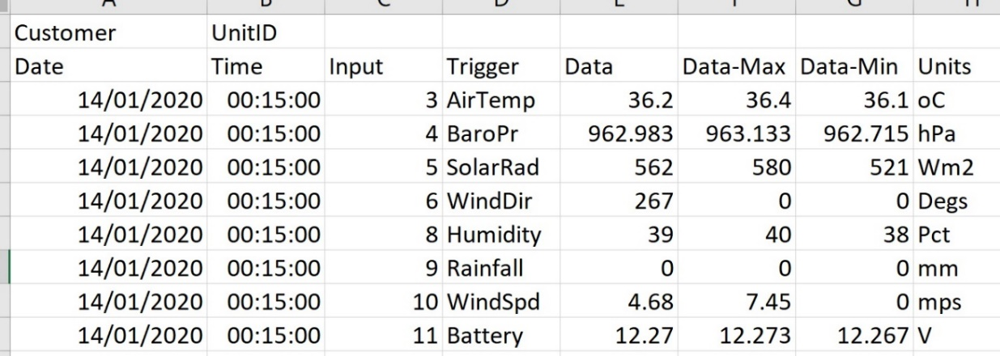 Customer UnitID
Date Time Input Trigger Data Data-Max Data-Min Units
14/01/2020 00:15:00 3 AirTemp 36.2 36.4 36.1 oC
14/01/2020 00:15:00 4 BaroPr 962.983 963.133 962.715 hPa
14/01/2020 00:15:00 5 SolarRad 562 580 521 Wm2
14/01/2020 00:15:00 6 WindDir 267 0 0 Degs
14/01/2020 00:15:00 8 Humidity 39 40 38 Pct
14/01/2020 00:15:00 9 Rainfall 0 0 0 mm
14/01/2020 00:15:00 10 WindSpd 4.68 7.45 0 mps
14/01/2020 00:15:00 11 Battery 12.27 12.273 12.267 V